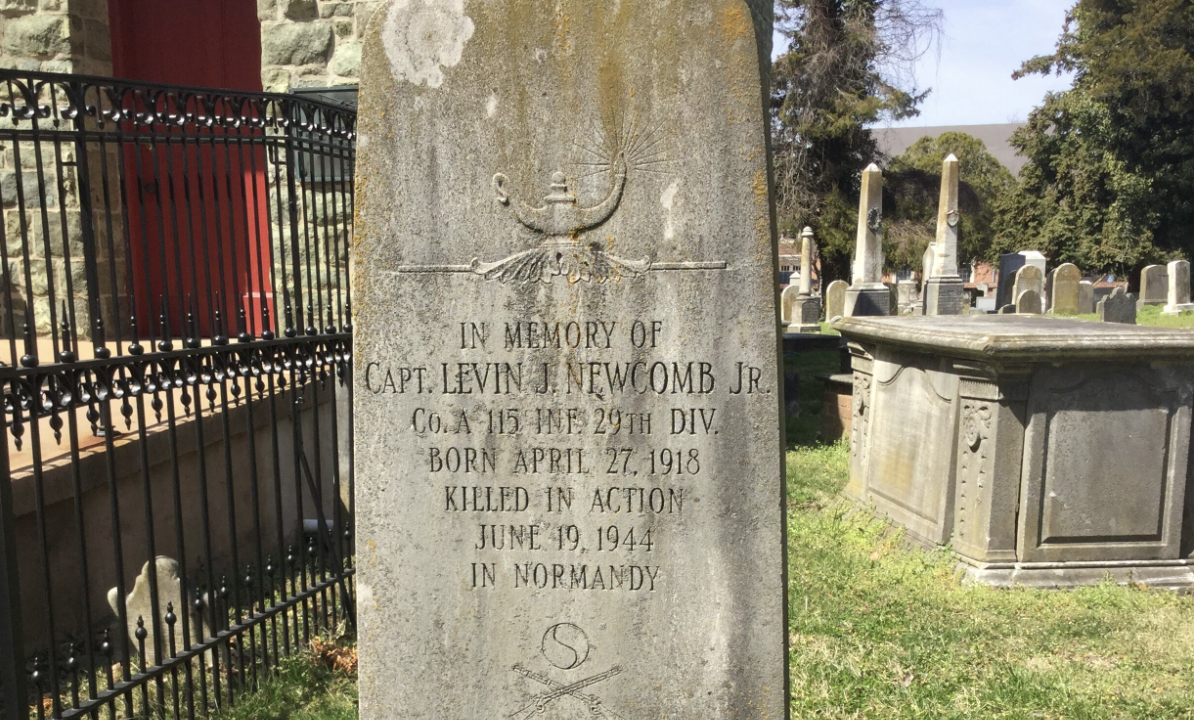 IN MEMORY OF
CAPT. LEVIN J. NEWCOMB JR.
CO. A 115 INF. 29TH DIV.
BORN APRIL 27, 1918
KILLED IN ACTION
JUNE 19, 1944
IN NORMANDY